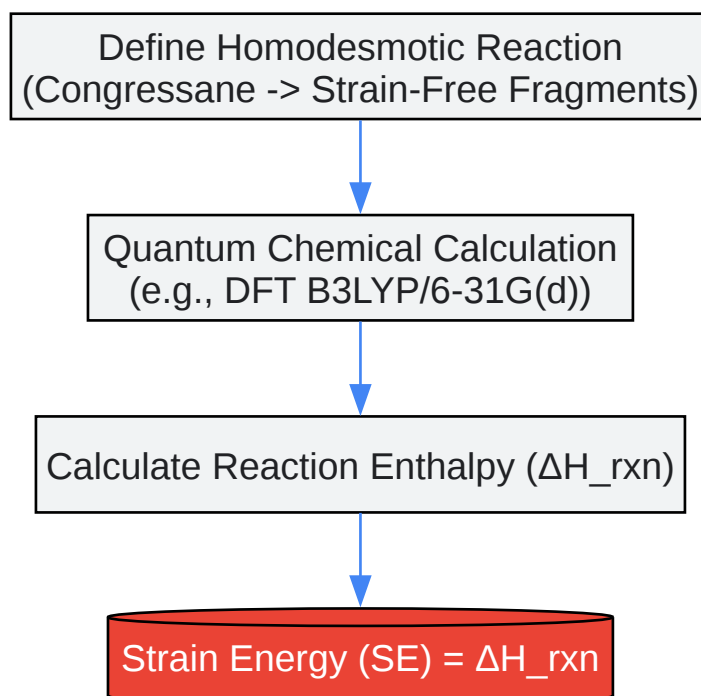 Define Homodesmotic Reaction
(Congressane -> Strain-Free Fragments)
Quantum Chemical Calculation
(e.g., DFT B3LYP/6-31G(d))
Calculate Reaction Enthalpy (ΔH_rxn)
Strain Energy (SE) = ΔH_rxn